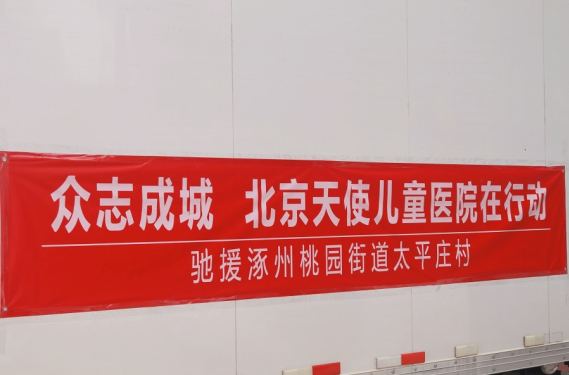 众志成城 北京天使儿童医院在行动
驰援涿州桃园街道太平庄村